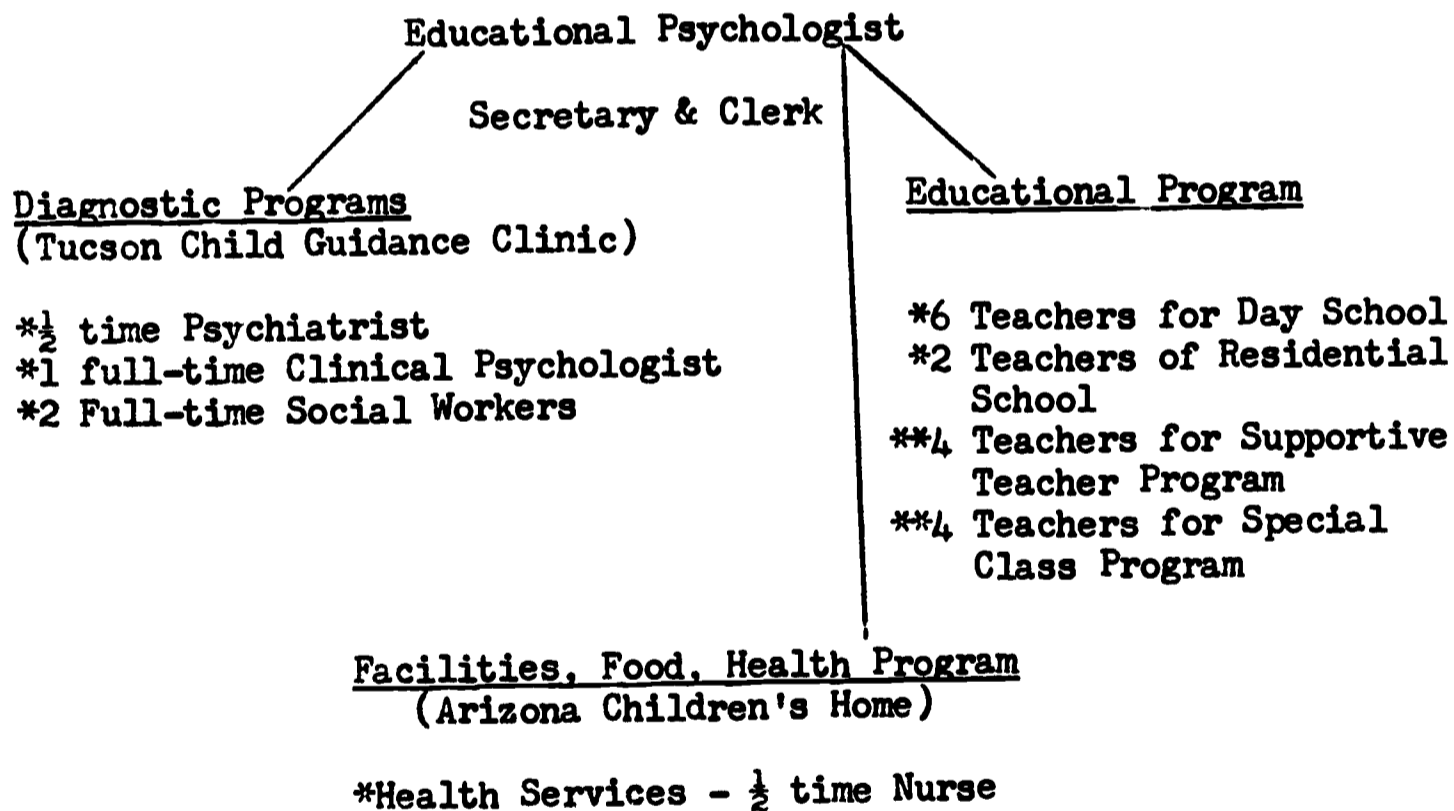 Educational Psychologist
Secretary & Clerk
Diagnostic Programs
(Tucson Child Guidance Clinic)
*½ time Psychiatrist
*1 full-time Clinical Psychologist
*2 Full-time Social Workers
Educational Program
*6 Teachers for Day School
*2 Teachers of Residential
School
**4 Teachers for Supportive
Teacher Program
**4 Teachers for Special
Class Program
Facilities, Food, Health Program
(Arizona Children's Home)
*Health Services - ½ time Nurse